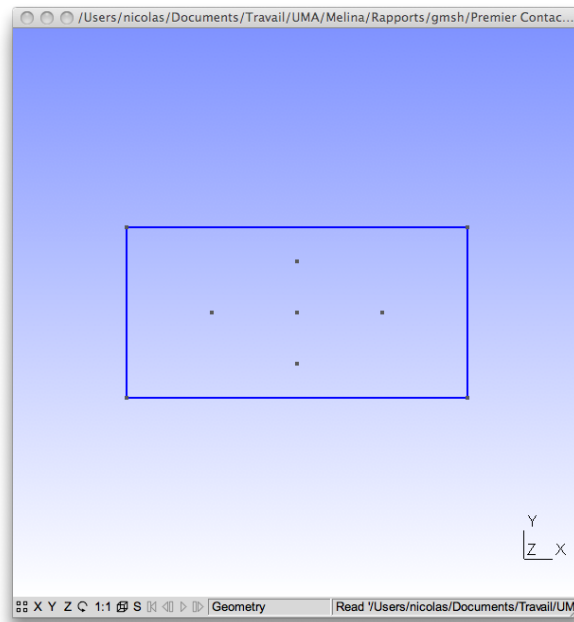 /Users/nicolas/Documents/Travail/UMA/Melina/Rapports/gmsh/Premier Contac...
Y
Z X
X Y Z 1:1 S Geometry Read '/Users/nicolas/Documents/Travail/UM